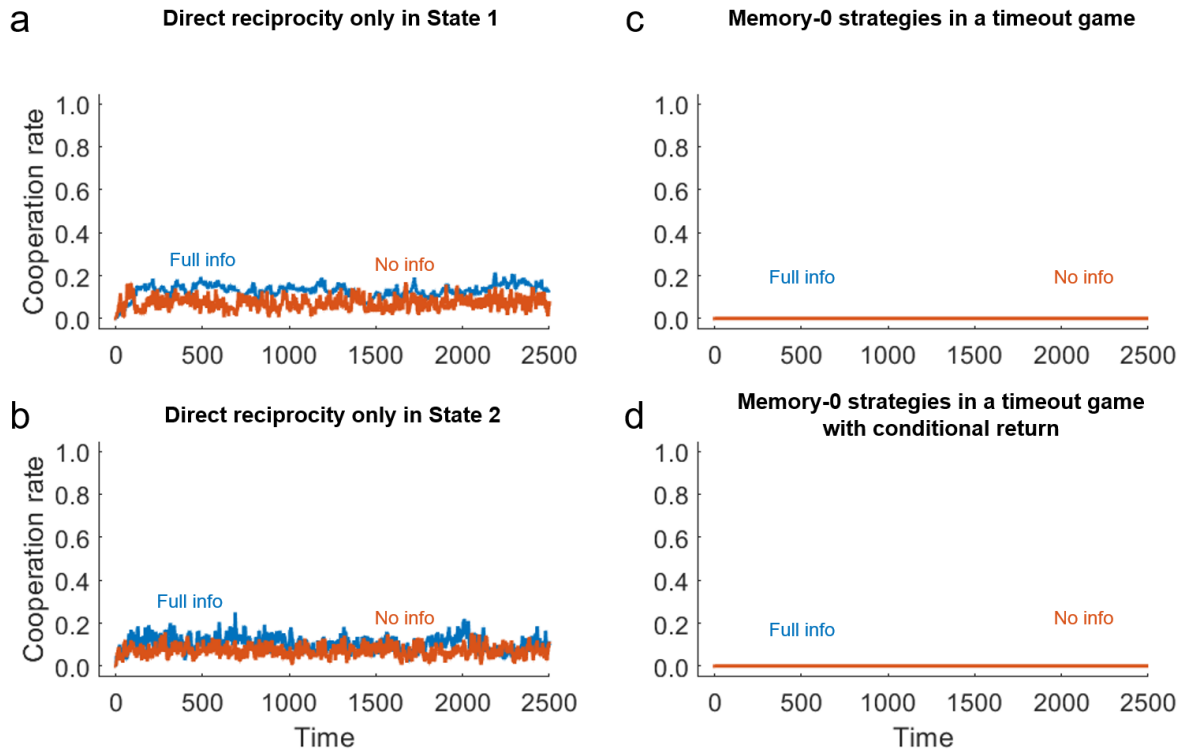 a
Direct reciprocity only in State 1
Cooperation rate
1.0
0.8
0.6
0.4
0.2
0.0
Full info
No info
0 500 1000 1500 2000 2500
c
Memory-0 strategies in a timeout game
1.0
0.8
0.6
0.4
0.2
0.0
Full info
No info
0 500 1000 1500 2000 2500
b
Direct reciprocity only in State 2
Cooperation rate
1.0
0.8
0.6
0.4
0.2
0.0
Full info
No info
0 500 1000 1500 2000 2500
Time
d
Memory-0 strategies in a timeout game
with conditional return
1.0
0.8
0.6
0.4
0.2
0.0
Full info
No info
0 500 1000 1500 2000 2500
Time